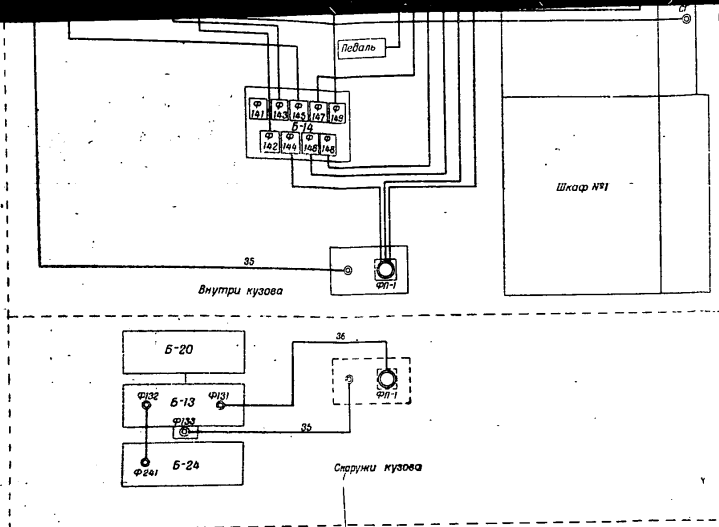 СГ
Педаль
Ф Ф Ф Ф Ф
141 143 145 147 149
Б-14
Ф Ф Ф Ф
142 144 146 148
Шкаф №1
35
ФП-1
Внутри кузова
36
Б-20
Ф132 Б-13 Ф131
ФП-1
Ф133
35
Б-24
Ф241
Снаружи кузова